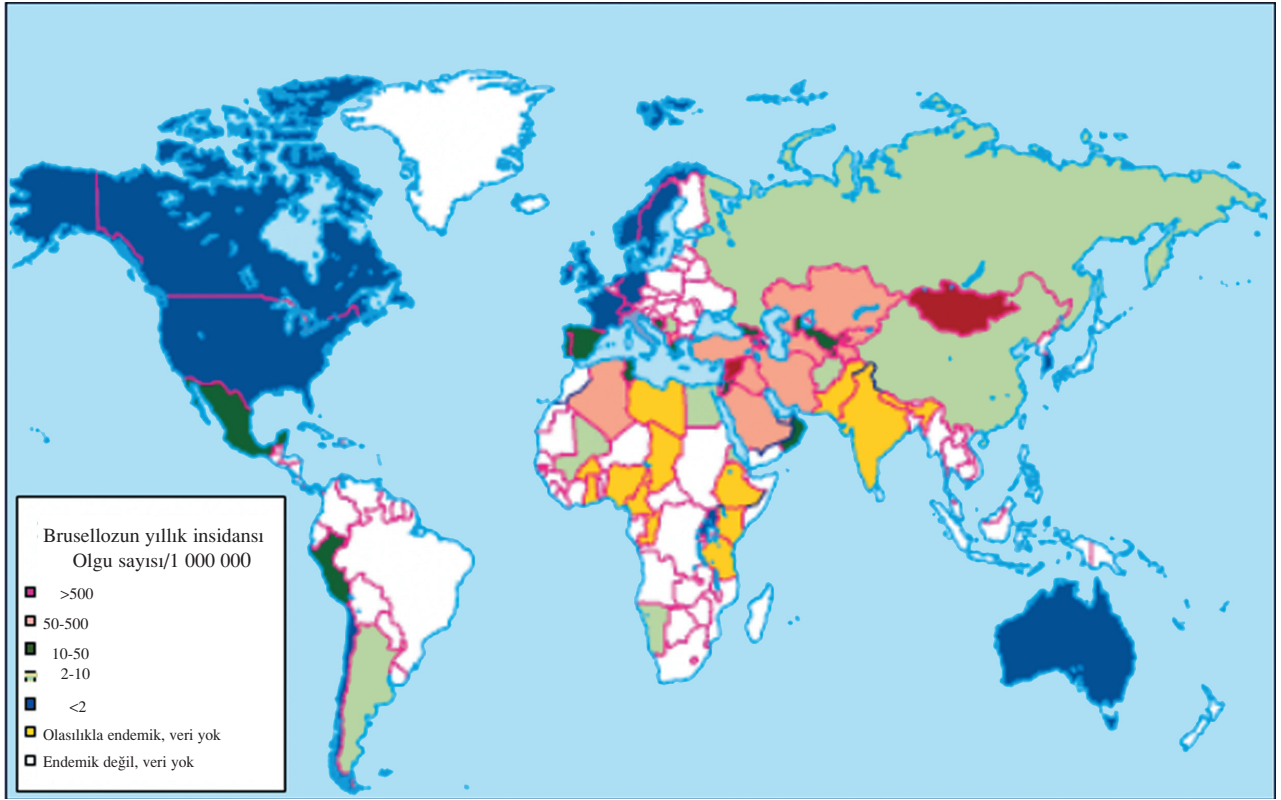 Brusellozun yıllık insidansı
Olgu sayısı/1 000 000
>500
50-500
10-50
2-10
<2
Olasılıkla endemik, veri yok
Endemik değil, veri yok